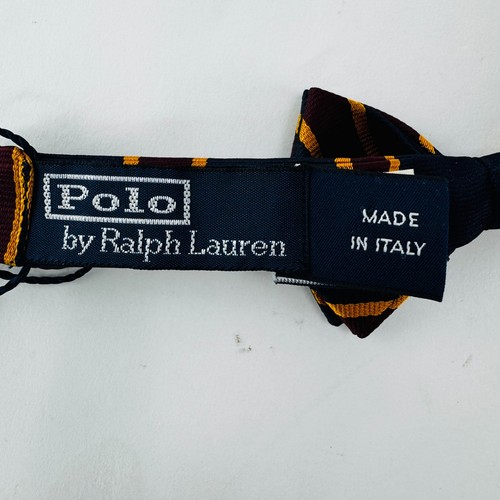 Polo
by Ralph Lauren
MADE
IN ITALY